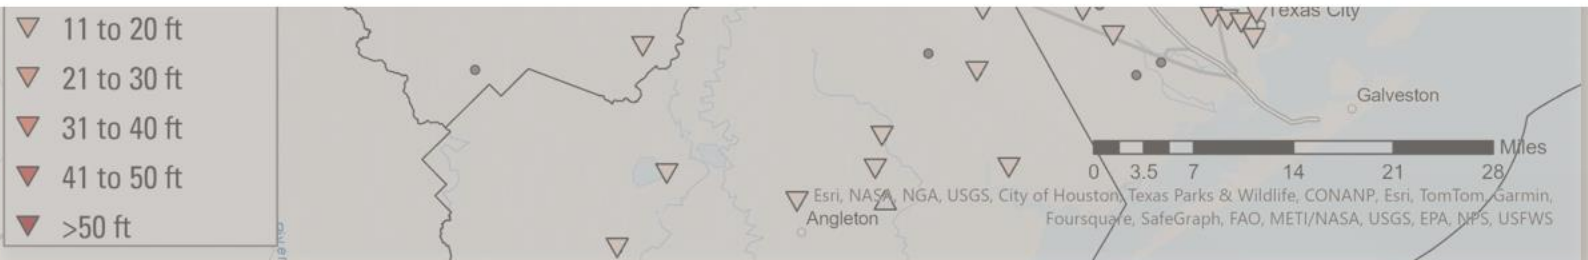 11 to 20 ft
21 to 30 ft
31 to 40 ft
41 to 50 ft
>50 ft
Texas City
Galveston
Miles
0 3.5 7 14 21 28
Esri, NASA, NGA, USGS, City of Houston, Texas Parks & Wildlife, CONANP, Esri, TomTom, Garmin,
Foursquare, SafeGraph, FAO, METI/NASA, USGS, EPA, NPS, USFWS
Angleton